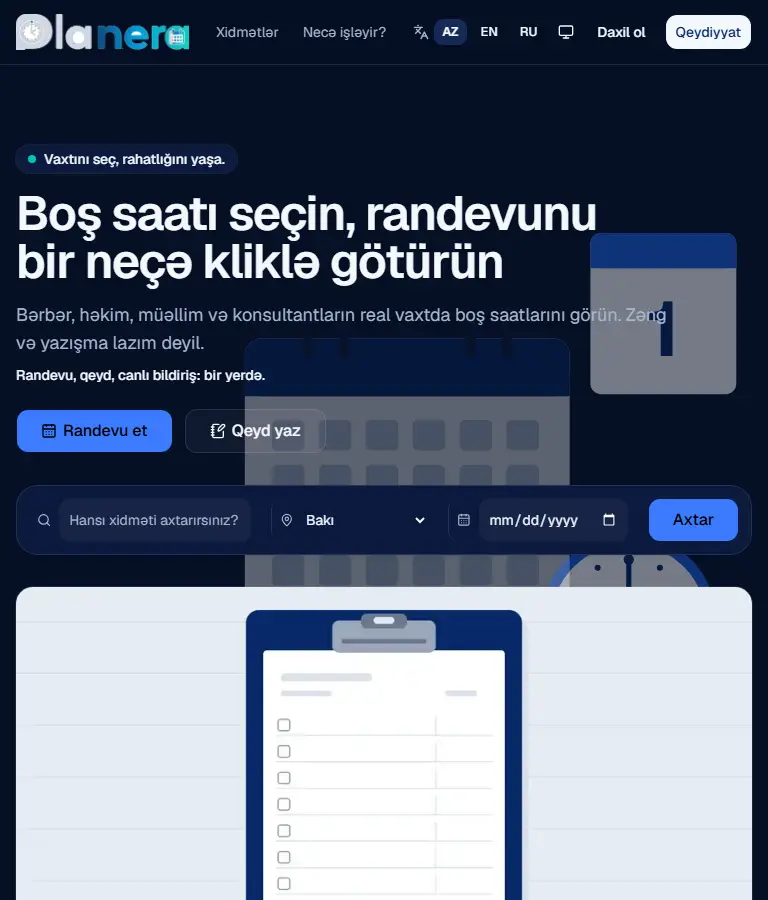 Planera
Xidmətlər
Necə işləyir?
AZ
EN
RU
Daxil ol
Qeydiyyat
Vaxtını seç, rahatlığını yaşa.
Boş saatı seçin, randevunu
bir neçə kliklə götürün
Bərbər, həkim, müəllim və konsultantların real vaxtda boş saatlarını görün. Zəng
və yazışma lazım deyil.
1
Randevu, qeyd, canlı bildiriş: bir yerdə.
Randevu et
Qeyd yaz
Hansı xidməti axtarırsınız?
Bakı
mm/dd/yyyy
Axtar